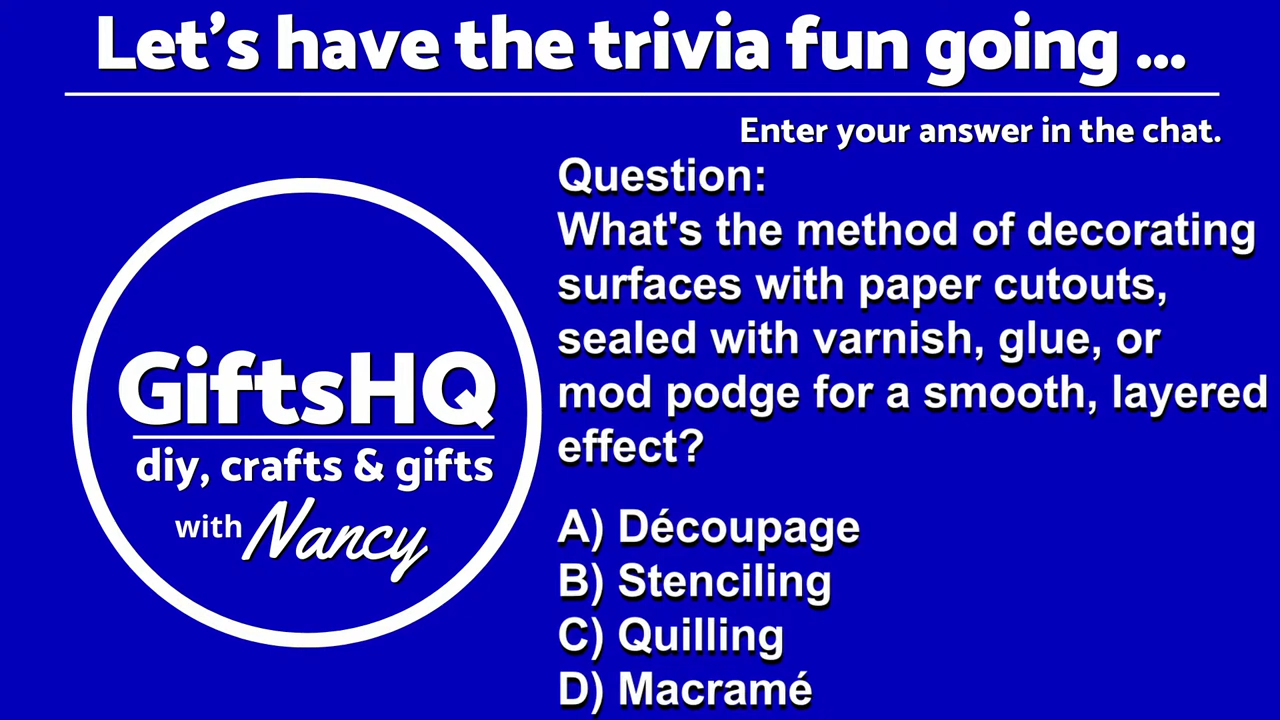 Let's have the trivia fun going ...
Enter your answer in the chat.
GiftsHQ
diy, crafts & gifts
with Nancy
Question:
What's the method of decorating
surfaces with paper cutouts,
sealed with varnish, glue, or
mod podge for a smooth, layered
effect?
A) Découpage
B) Stenciling
C) Quilling
D) Macramé